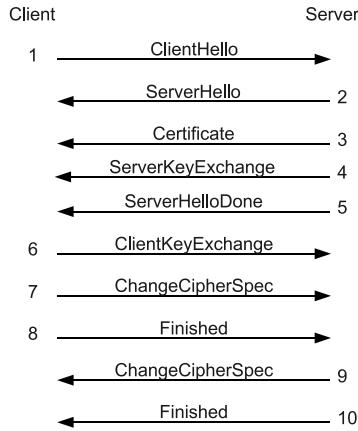 Client Server
1 ClientHello
ServerHello 2
Certificate 3
ServerKeyExchange 4
ServerHelloDone 5
6 ClientKeyExchange
7 ChangeCipherSpec
8 Finished
ChangeCipherSpec 9
Finished 10